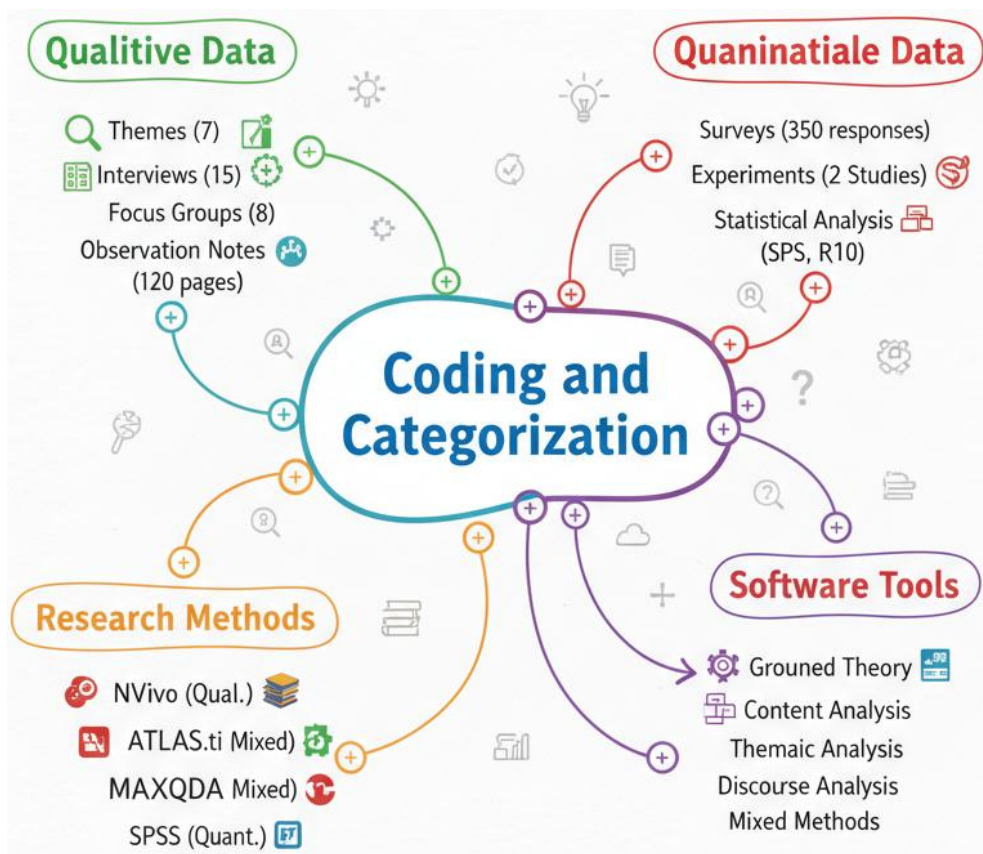 Qualitive Data
Themes (7)
Interviews (15)
Focus Groups (8)
Observation Notes
(120 pages)
Quaninatiale Data
Surveys (350 responses)
Experiments (2 Studies)
Statistical Analysis
(SPS, R10)
Coding and
Categorization
Research Methods
NVivo (Qual.)
ATLAS.ti Mixed)
MAXQDA Mixed)
SPSS (Quant.)
Software Tools
Grouned Theory
Content Analysis
Themaic Analysis
Discourse Analysis
Mixed Methods